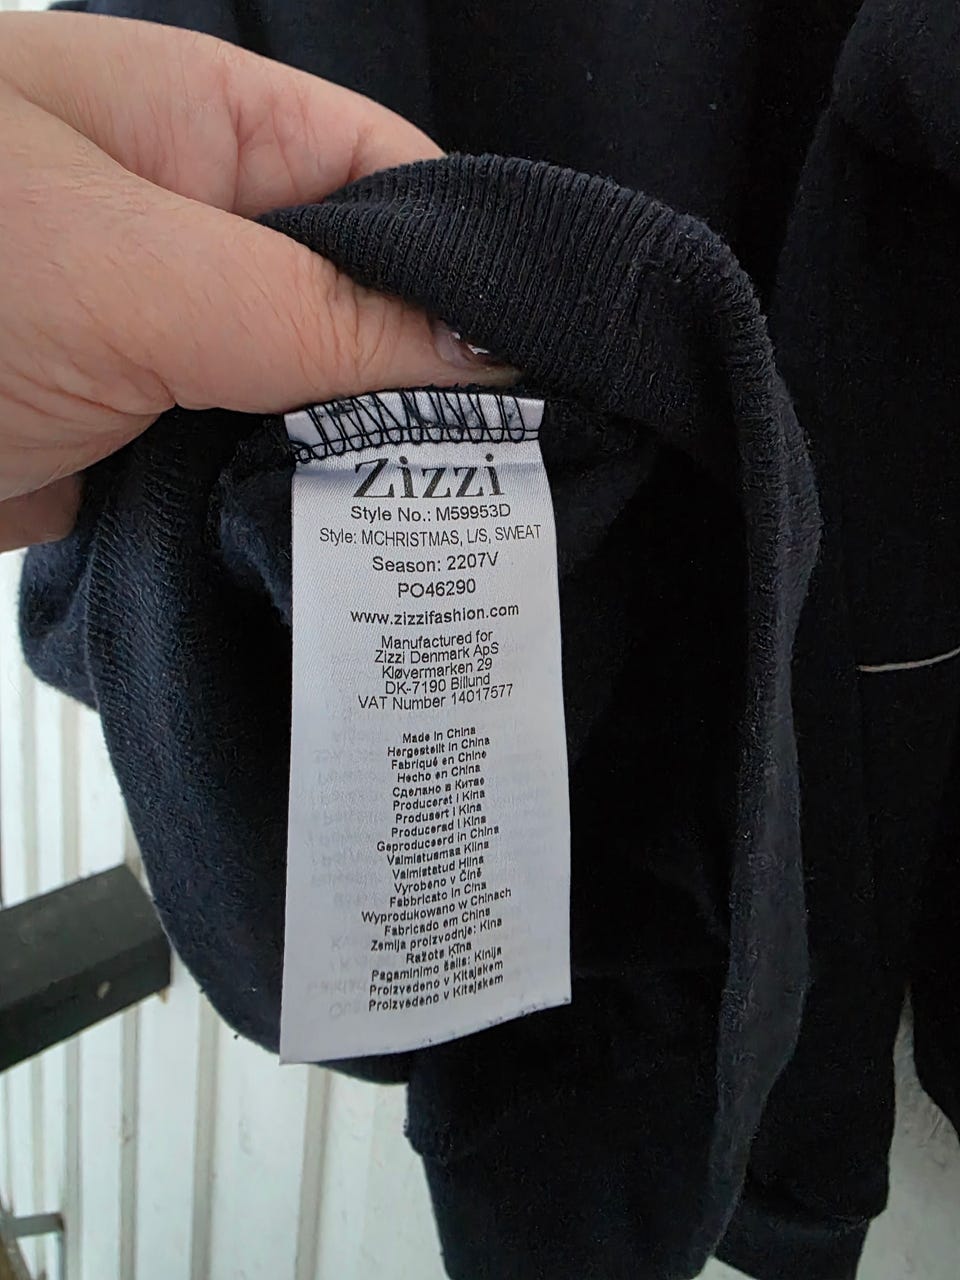 Zizzi
Style No.: M59953D
Style: MCHRISTMAS, L/S, SWEAT
Season: 2207V
PO46290
www.zizzifashion.com
Manufactured for
Zizzi Denmark ApS
Kløvermarken 29
DK-7190 Billund
VAT Number 14017577
Made in China
Hergestellt in China
Fabriqué en Chine
Hecho en China
Сделано в Китае
Produceret i Kina
Produsert i Kina
Producerad i Kina
Geproduceerd in China
Valmistusmaa Kiina
Valmistatud Hiina
Vyrobeno v Číně
Fabbricato in Cina
Wyprodukowano w Chinach
Fabricado em China
Zemlja proizvodnje: Kina
Ražots Ķīna
Pagaminimo šalis: Kinija
Proizvedeno v Kitajskem
Proizvedeno v Kitajskem